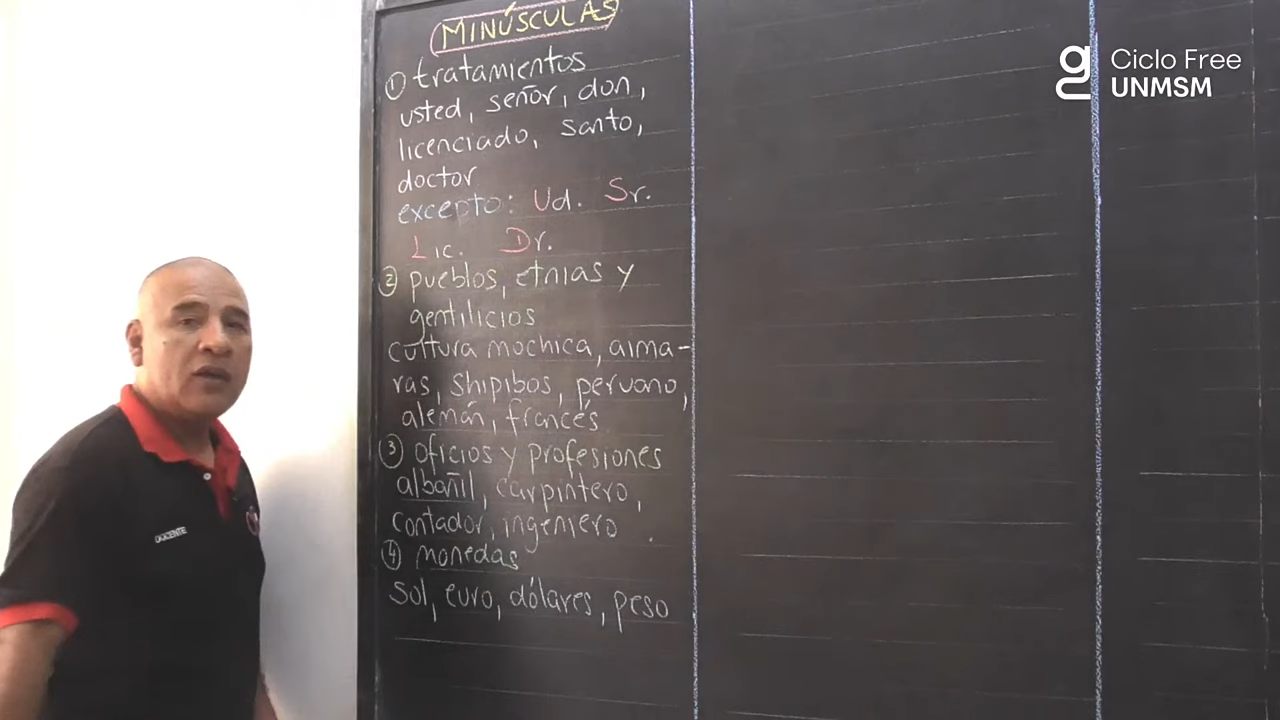 MINÚSCULAS
① tratamientos
usted, señor, don,
licenciado, santo,
doctor
excepto: Ud. Sr.
Lic. Dr.
② pueblos, etnias y
gentilicios
cultura mochica, aima-
ras, shipibos, peruano,
alemán, francés
③ oficios y profesiones
albañil, carpintero,
contador, ingeniero.
④ monedas
sol, euro, dólares, peso
DOCENTE
Ciclo Free
UNMSM